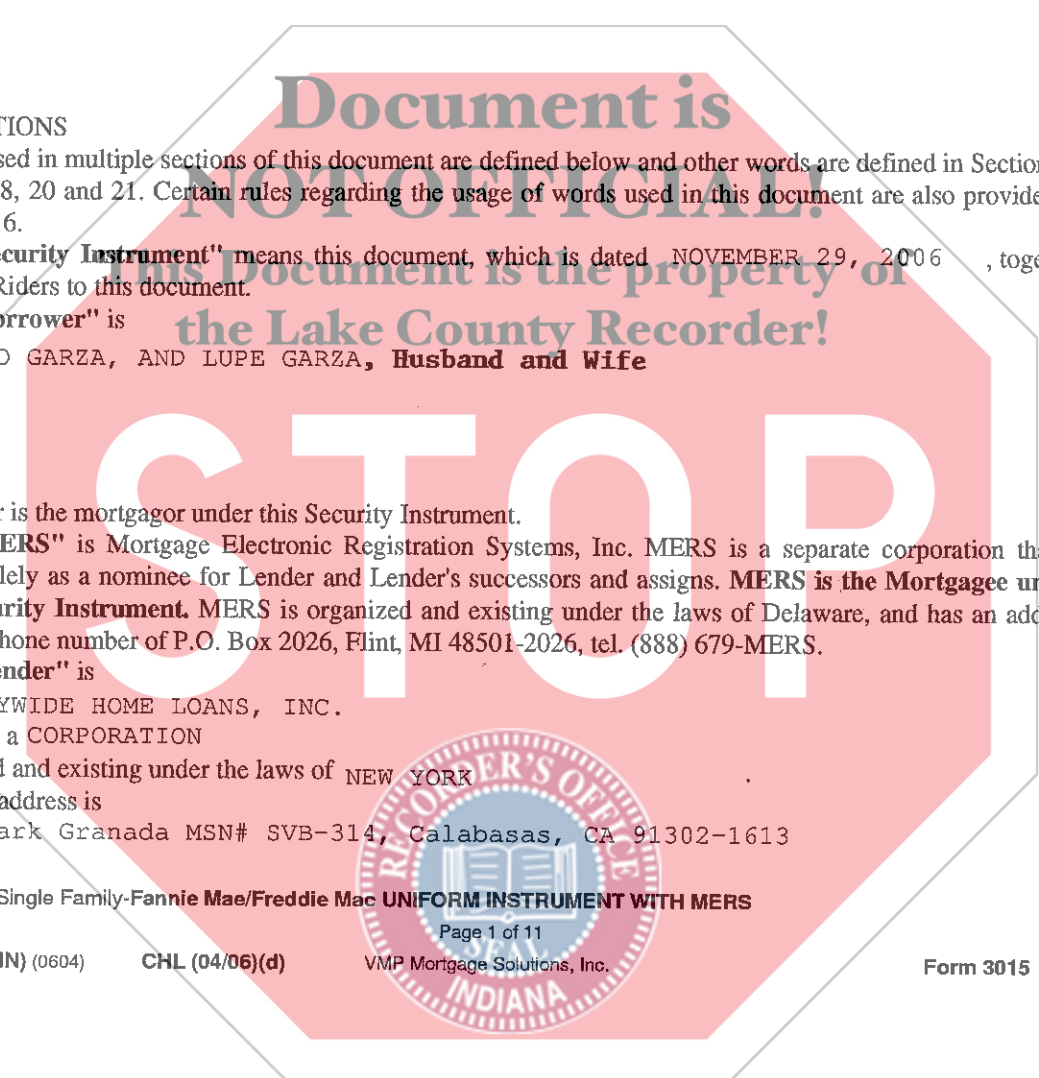 Document is
NOT OFFICIAL!
This Document is the property of
the Lake County Recorder!
STOP
TIONS
sed in multiple sections of this document are defined below and other words are defined in Section
8, 20 and 21. Certain rules regarding the usage of words used in this document are also provide
6.
curity Instrument" means this document, which is dated NOVEMBER 29, 2006 , toge
Riders to this document.
orrower" is
O GARZA, AND LUPE GARZA, Husband and Wife
r is the mortgagor under this Security Instrument.
ERS" is Mortgage Electronic Registration Systems, Inc. MERS is a separate corporation tha
lely as a nominee for Lender and Lender's successors and assigns. MERS is the Mortgagee un
urity Instrument. MERS is organized and existing under the laws of Delaware, and has an add
hone number of P.O. Box 2026, Flint, MI 48501-2026, tel. (888) 679-MERS.
ender" is
YWIDE HOME LOANS, INC.
a CORPORATION
d and existing under the laws of NEW YORK .
address is
ark Granada MSN# SVB-314, Calabasas, CA 91302-1613
Single Family-Fannie Mae/Freddie Mac UNIFORM INSTRUMENT WITH MERS
Page 1 of 11
IN) (0604) CHL (04/06)(d) VMP Mortgage Solutions, Inc. Form 3015
RECORDER'S OFFICE
SEAL
INDIANA